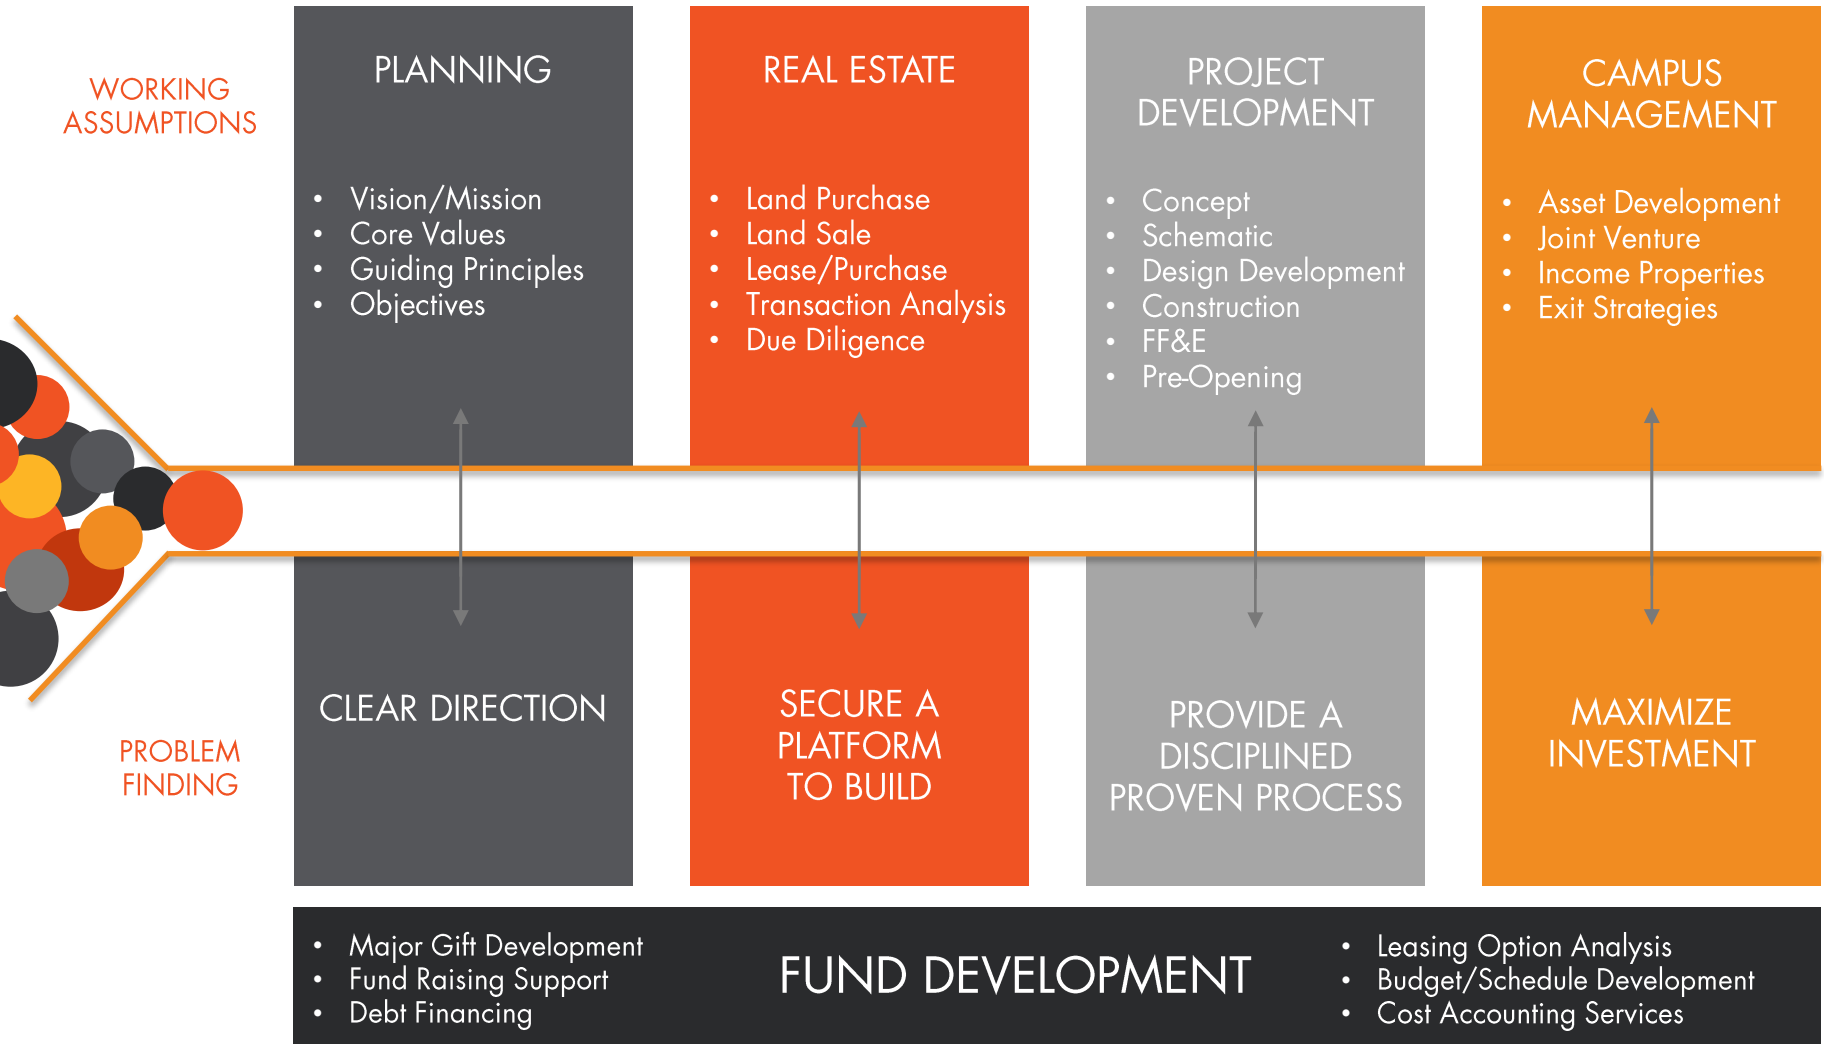 WORKING
ASSUMPTIONS
PLANNING
• Vision/Mission
• Core Values
• Guiding Principles
• Objectives
REAL ESTATE
• Land Purchase
• Land Sale
• Lease/Purchase
• Transaction Analysis
• Due Diligence
PROJECT
DEVELOPMENT
• Concept
• Schematic
• Design Development
• Construction
• FF&E
• Pre-Opening
CAMPUS
MANAGEMENT
• Asset Development
• Joint Venture
• Income Properties
• Exit Strategies
PROBLEM
FINDING
CLEAR DIRECTION
SECURE A
PLATFORM
TO BUILD
PROVIDE A
DISCIPLINED
PROVEN PROCESS
MAXIMIZE
INVESTMENT
• Major Gift Development
• Fund Raising Support
• Debt Financing
FUND DEVELOPMENT
• Leasing Option Analysis
• Budget/Schedule Development
• Cost Accounting Services